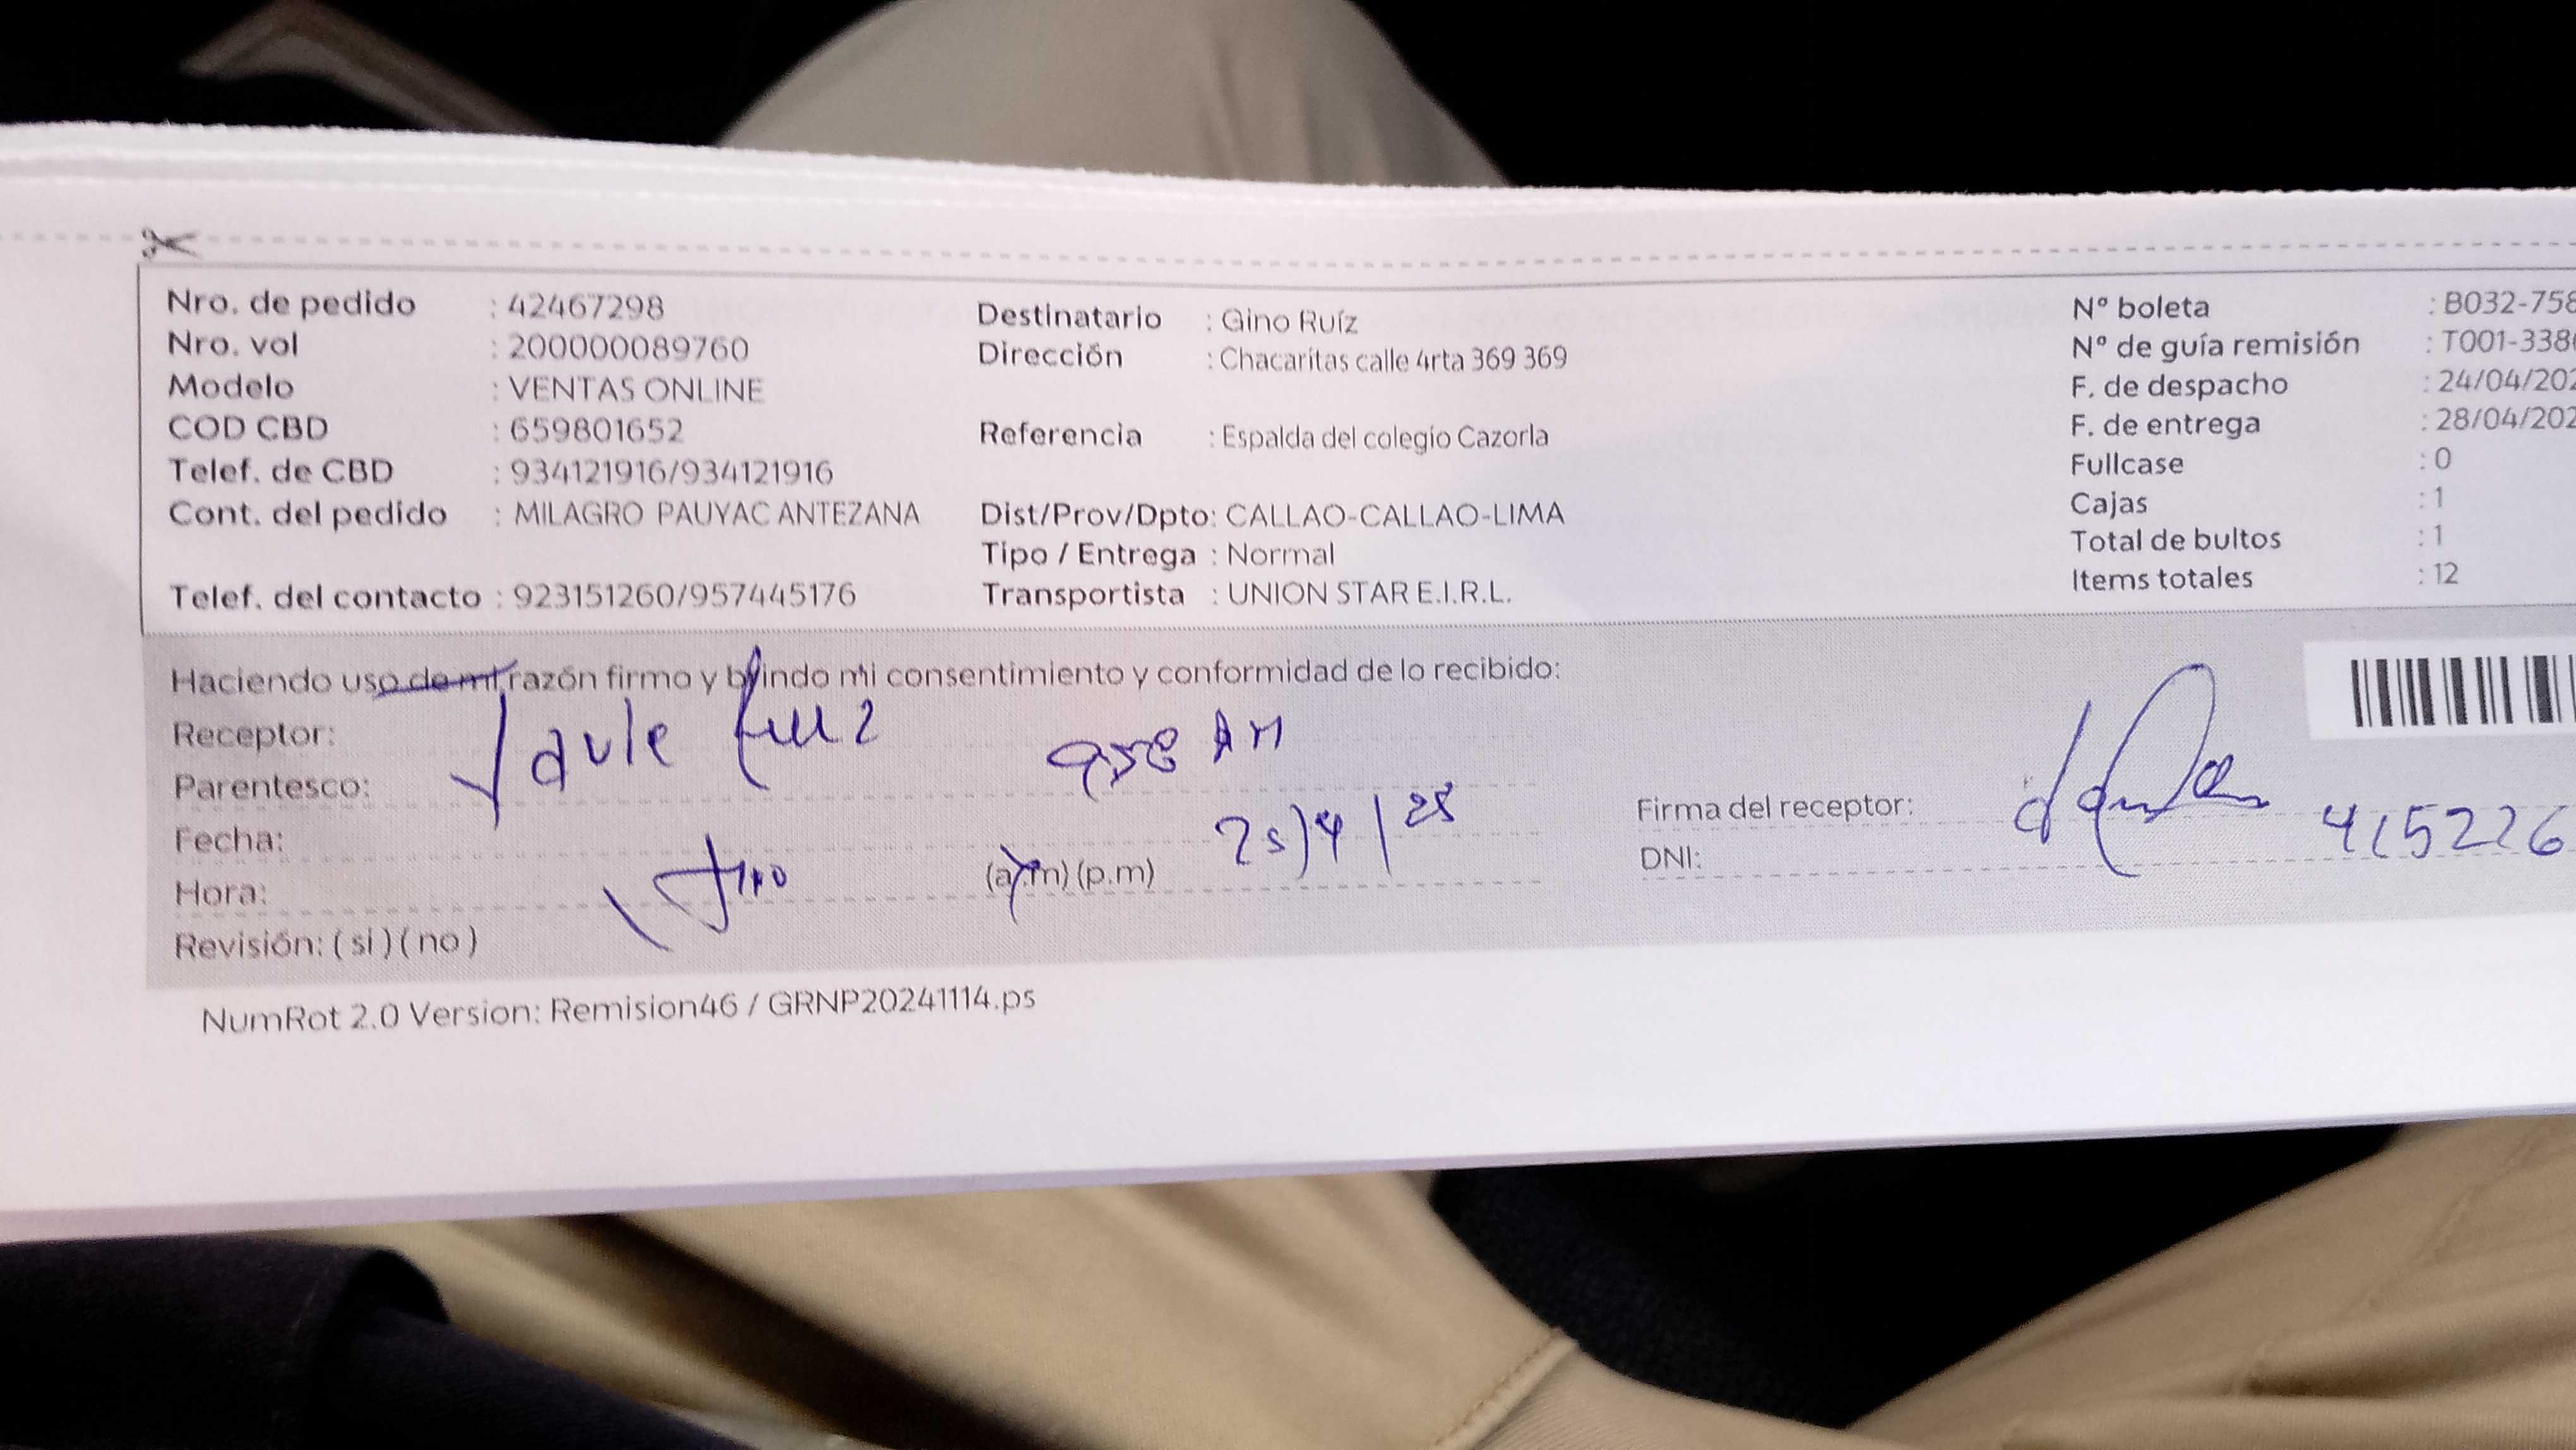 Nro. de pedido : 42467298
Nro. vol : 200000089760
Modelo : VENTAS ONLINE
COD CBD : 659801652
Telef. de CBD : 934121916/934121916
Cont. del pedido : MILAGRO PAUYAC ANTEZANA
Telef. del contacto : 923151260/957445176
Destinatario : Gino Ruíz
Dirección : Chacaritas calle 4rta 369 369
Referencia : Espalda del colegio Cazorla
Dist/Prov/Dpto: CALLAO-CALLAO-LIMA
Tipo / Entrega : Normal
Transportista : UNION STAR E.I.R.L.
N° boleta : B032-758
N° de guía remisión : T001-338
F. de despacho : 24/04/202
F. de entrega : 28/04/202
Fullcase : 0
Cajas : 1
Total de bultos : 1
Items totales : 12
Haciendo uso de mi razón firmo y brindo mi consentimiento y conformidad de lo recibido:
Receptor:
Parentesco:
Fecha:
Hora: (a.m) (p.m)
Revisión: ( si ) ( no )
AM
Firma del receptor:
DNI:
NumRot 2.0 Version: Remision46 / GRNP20241114.ps